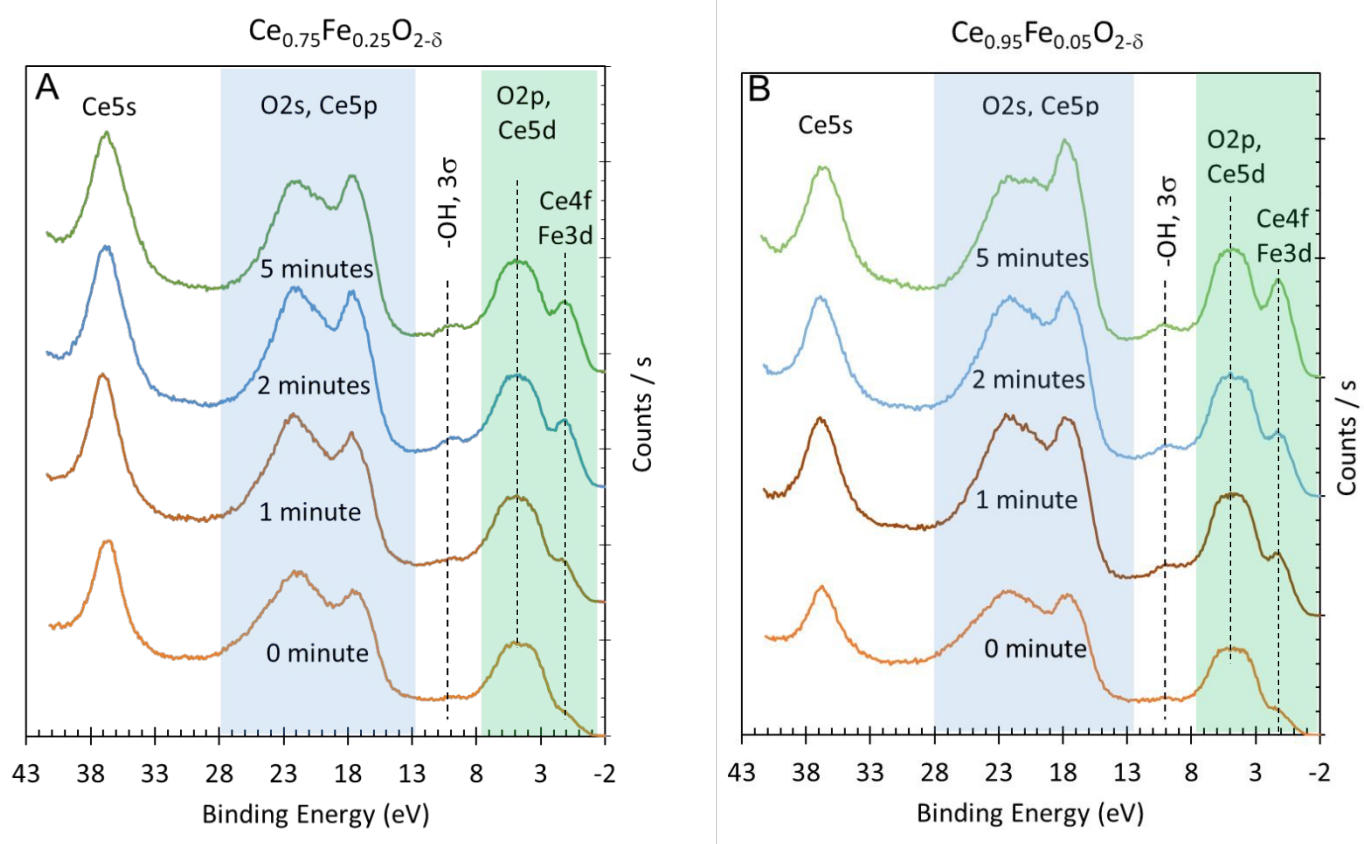 Ce₀.₇₅Fe₀.₂₅O₂₋δ
A
Ce5s
O2s, Ce5p
O2p,
Ce5d
-OH, 3σ
Ce4f
Fe3d
5 minutes
2 minutes
1 minute
0 minute
Counts / s
43 38 33 28 23 18 13 8 3 -2
Binding Energy (eV)
Ce₀.₉₅Fe₀.₀₅O₂₋δ
B
Ce5s
O2s, Ce5p
O2p,
Ce5d
-OH, 3σ
Ce4f
Fe3d
5 minutes
2 minutes
1 minute
0 minute
Counts / s
43 38 33 28 23 18 13 8 3 -2
Binding Energy (eV)